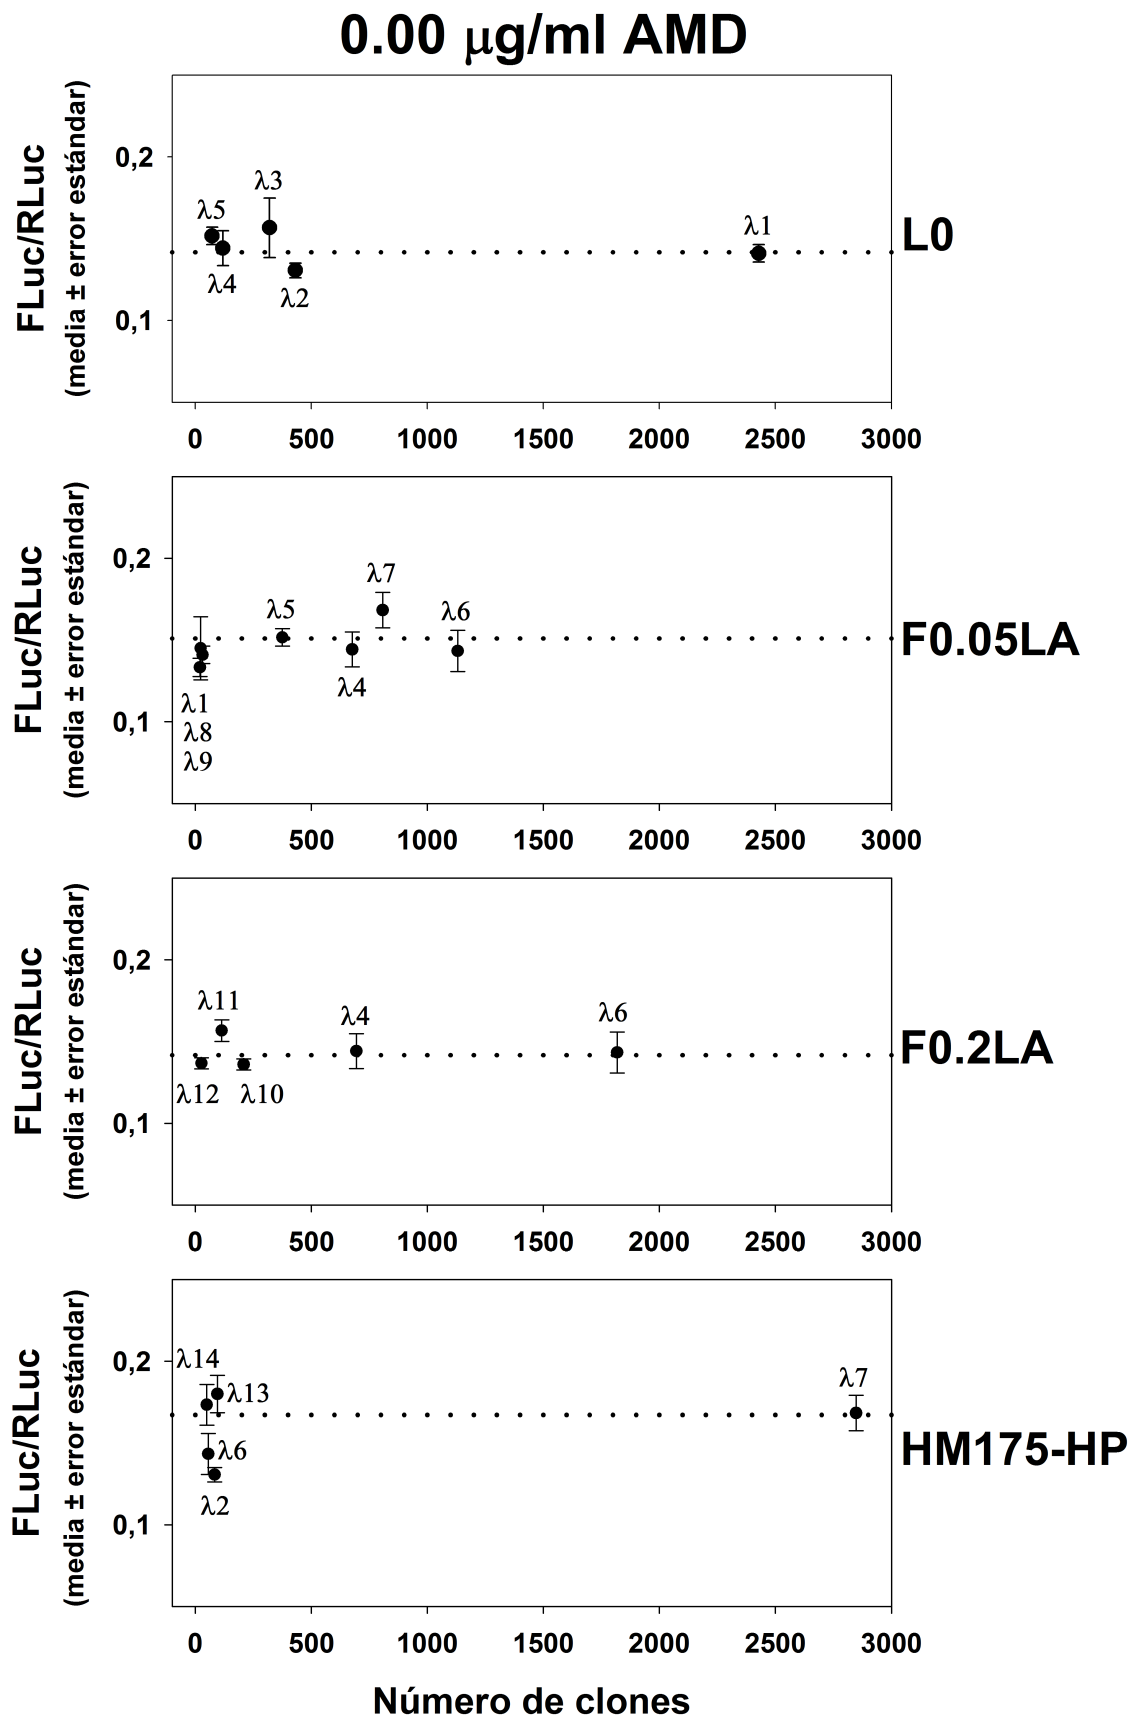 0.00 μg/ml AMD
FLuc/RLuc
(media ± error estándar)
0,2
0,1
λ5
λ4
λ3
λ2
λ1
L0
0 500 1000 1500 2000 2500 3000
FLuc/RLuc
(media ± error estándar)
0,2
0,1
λ1
λ8
λ9
λ5
λ4
λ7
λ6
F0.05LA
0 500 1000 1500 2000 2500 3000
FLuc/RLuc
(media ± error estándar)
0,2
0,1
λ11
λ12
λ10
λ4
λ6
F0.2LA
0 500 1000 1500 2000 2500 3000
FLuc/RLuc
(media ± error estándar)
0,2
0,1
λ14
λ13
λ6
λ2
λ7
HM175-HP
0 500 1000 1500 2000 2500 3000
Número de clones